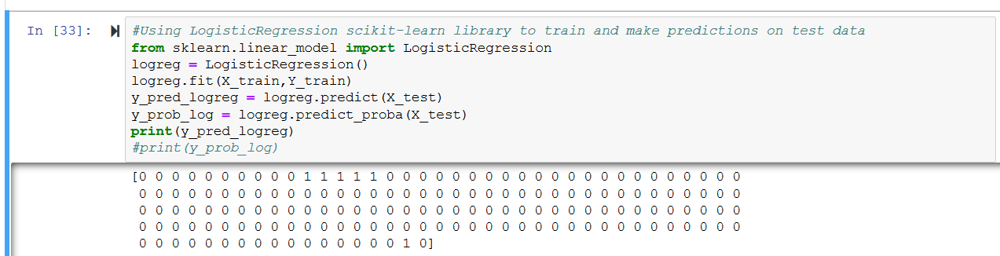 In [33]:
#Using LogisticRegression scikit-learn library to train and make predictions on test data
from sklearn.linear_model import LogisticRegression
logreg = LogisticRegression()
logreg.fit(X_train,Y_train)
y_pred_logreg = logreg.predict(X_test)
y_prob_log = logreg.predict_proba(X_test)
print(y_pred_logreg)
#print(y_prob_log)
[0 0 0 0 0 0 0 0 0 0 1 1 1 1 1 0 0 0 0 0 0 0 0 0 0 0 0 0 0 0 0 0 0 0 0 0 0
0 0 0 0 0 0 0 0 0 0 0 0 0 0 0 0 0 0 0 0 0 0 0 0 0 0 0 0 0 0 0 0 0 0 0 0 0
0 0 0 0 0 0 0 0 0 0 0 0 0 0 0 0 0 0 0 0 0 0 0 0 0 0 0 0 0 0 0 0 0 0 0 0 0
0 0 0 0 0 0 0 0 0 0 0 0 0 0 0 0 0 0 0 0 0 0 0 0 0 0 0 0 0 0 0 0 0 0 0 0 0
0 0 0 0 0 0 0 0 0 0 0 0 0 0 0 0 1 0]